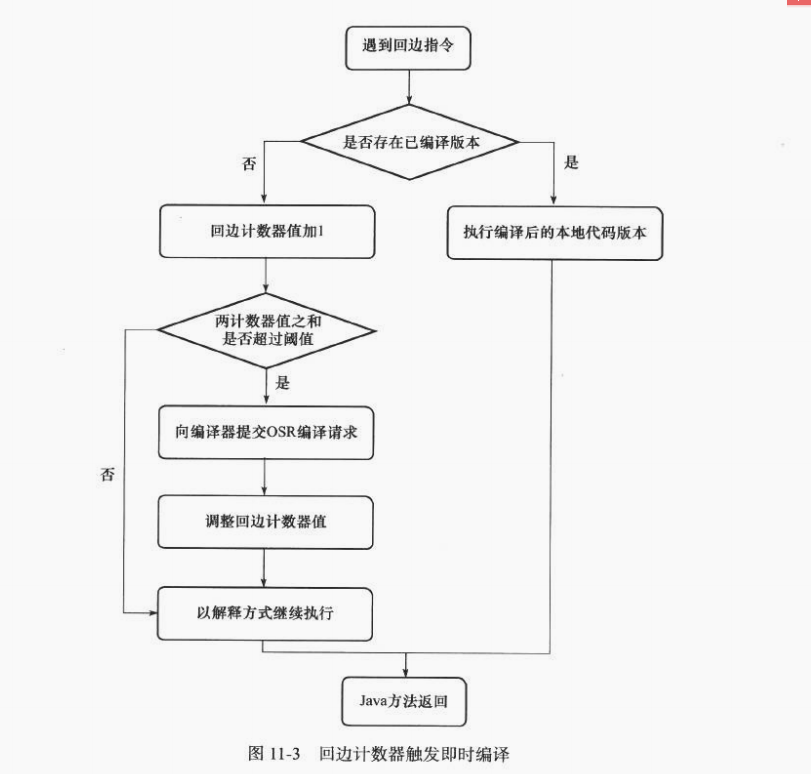 遇到回边指令
是否存在已编译版本
否
是
回边计数器值加1
执行编译后的本地代码版本
两计数器值之和
是否超过阈值
是
向编译器提交OSR编译请求
否
调整回边计数器值
以解释方式继续执行
Java方法返回
图 11-3 回边计数器触发即时编译